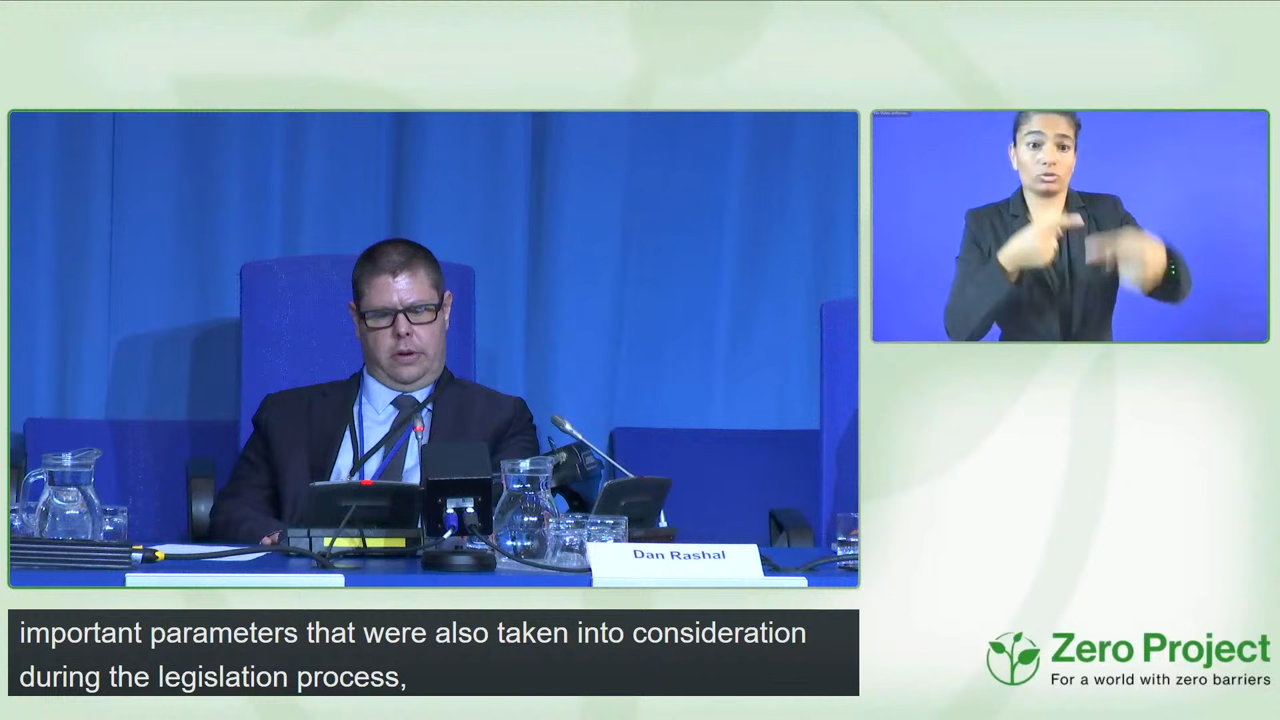 Dan Rashal
important parameters that were also taken into consideration
during the legislation process,
Zero Project
For a world with zero barriers